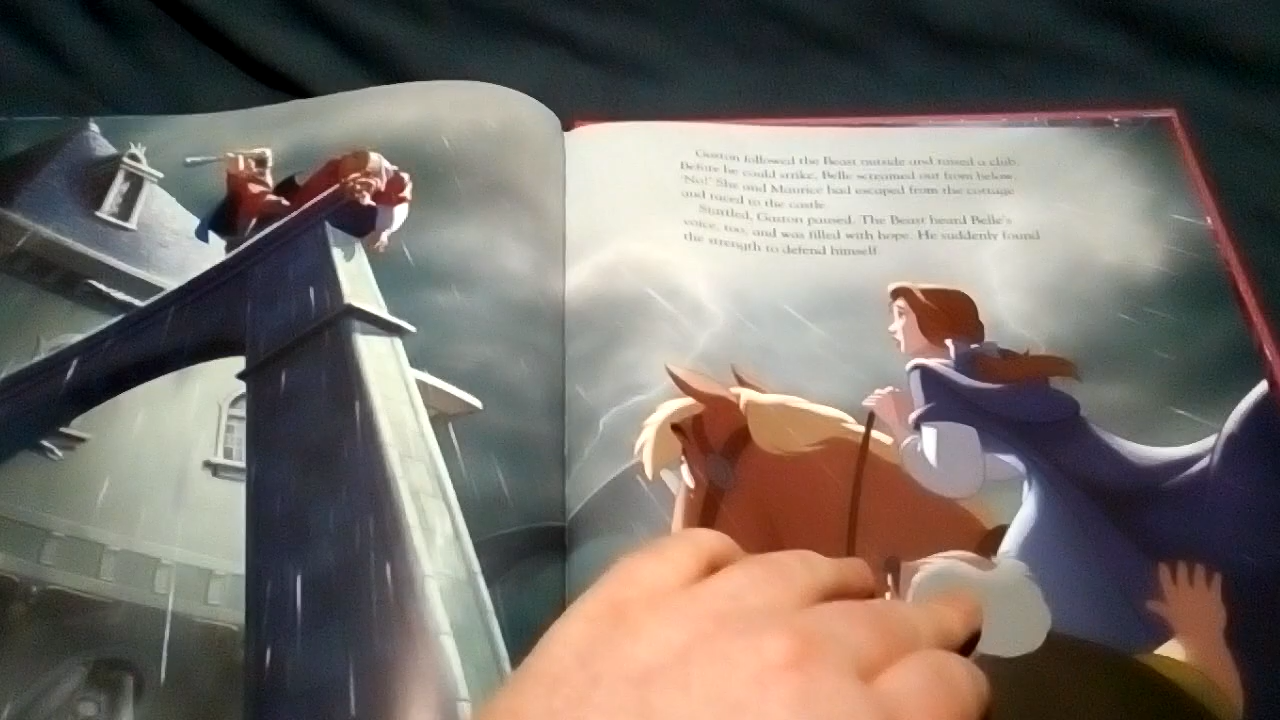 Gaston followed the Beast outside and raised a club.
Before he could strike, Belle screamed out from below,
"No!" She and Maurice had escaped from the cottage
and raced to the castle.
Startled, Gaston paused. The Beast heard Belle's
voice, too, and was filled with hope. He suddenly found
the strength to defend himself.